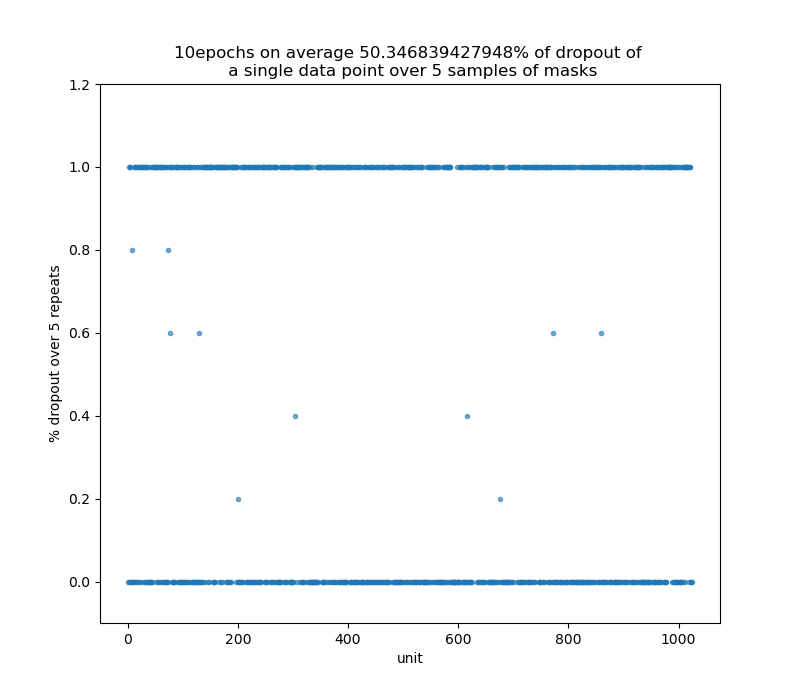 10epochs on average 50.346839427948% of dropout of
a single data point over 5 samples of masks
1.2
1.0
0.8
0.6
0.4
0.2
0.0
% dropout over 5 repeats
0 200 400 600 800 1000
unit